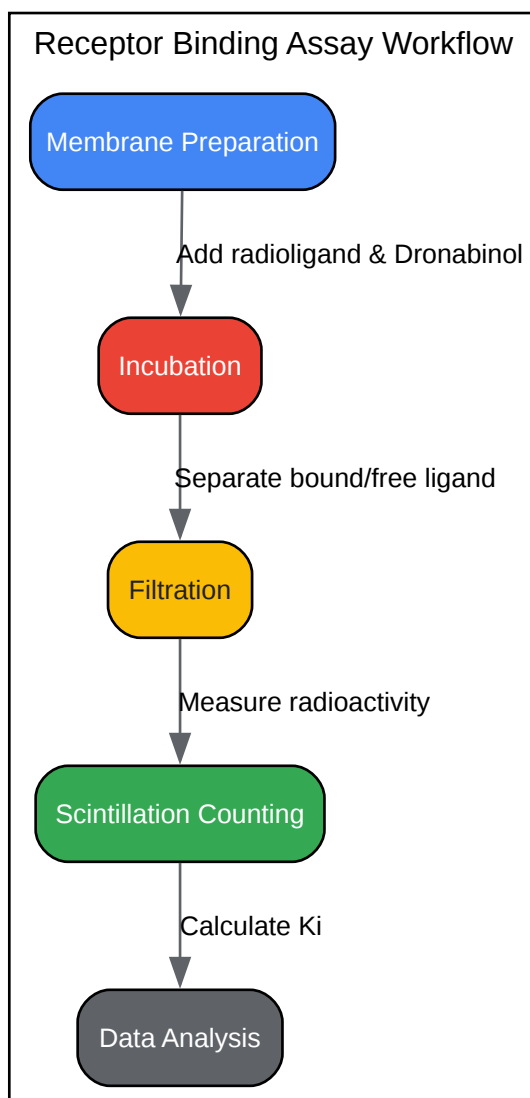 Receptor Binding Assay Workflow
Membrane Preparation
Add radioligand & Dronabinol
Incubation
Separate bound/free ligand
Filtration
Measure radioactivity
Scintillation Counting
Calculate Ki
Data Analysis